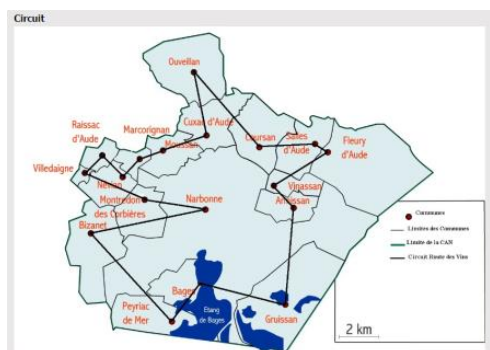 Circuit
Ouveillan
Cuxac d'Aude
Coursan
Salles
d'Aude
Fleury
d'Aude
Raissac
d'Aude
Marcorignan
Moussan
Villedaigne
Névian
Vinassan
Armissan
Montredon
des Corbières
Narbonne
Bizanet
Bages
Peyriac
de Mer
Etang
de Bages
Gruissan
Communes
Limites des Communes
Limite de la CAN
Circuit Route des Vins
2 km